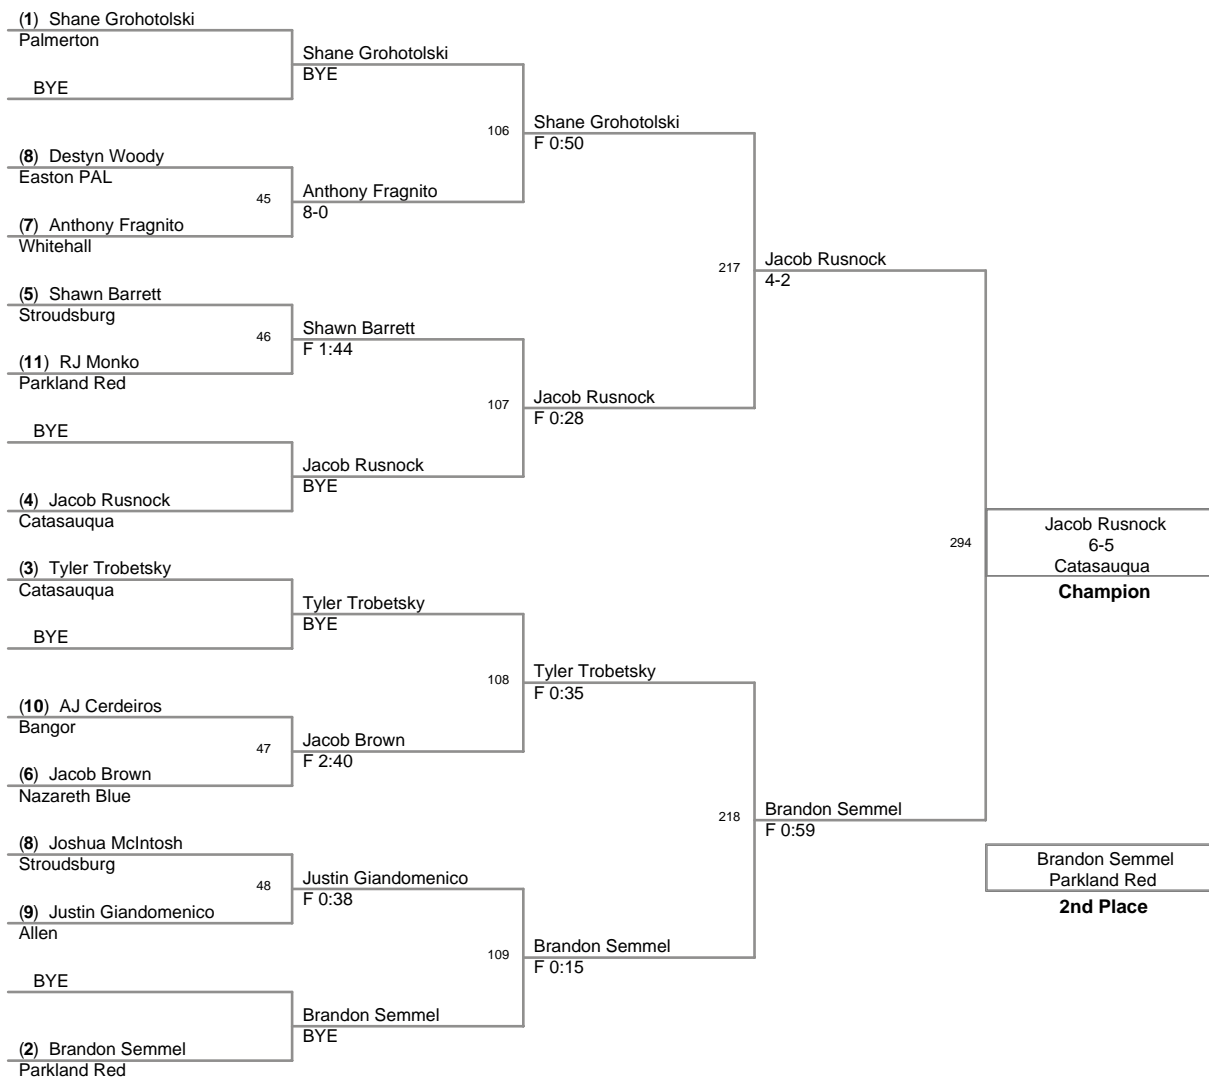 (1) Shane Grohotolski
Palmerton
BYE
(8) Destyn Woody
Easton PAL
(7) Anthony Fragnito
Whitehall
(5) Shawn Barrett
Stroudsburg
(11) RJ Monko
Parkland Red
BYE
(4) Jacob Rusnock
Catasauqua
(3) Tyler Trobetsky
Catasauqua
BYE
(10) AJ Cerdeiros
Bangor
(6) Jacob Brown
Nazareth Blue
(8) Joshua McIntosh
Stroudsburg
(9) Justin Giandomenico
Allen
BYE
(2) Brandon Semmel
Parkland Red
45
46
47
48
Shane Grohotolski
BYE
Anthony Fragnito
8-0
Shawn Barrett
F 1:44
Jacob Rusnock
BYE
Tyler Trobetsky
BYE
Jacob Brown
F 2:40
Justin Giandomenico
F 0:38
Brandon Semmel
BYE
106
107
108
109
Shane Grohotolski
F 0:50
Jacob Rusnock
F 0:28
Tyler Trobetsky
F 0:35
Brandon Semmel
F 0:15
217
218
Jacob Rusnock
4-2
Brandon Semmel
F 0:59
294
Jacob Rusnock
6-5
Catasauqua
Champion
Brandon Semmel
Parkland Red
2nd Place